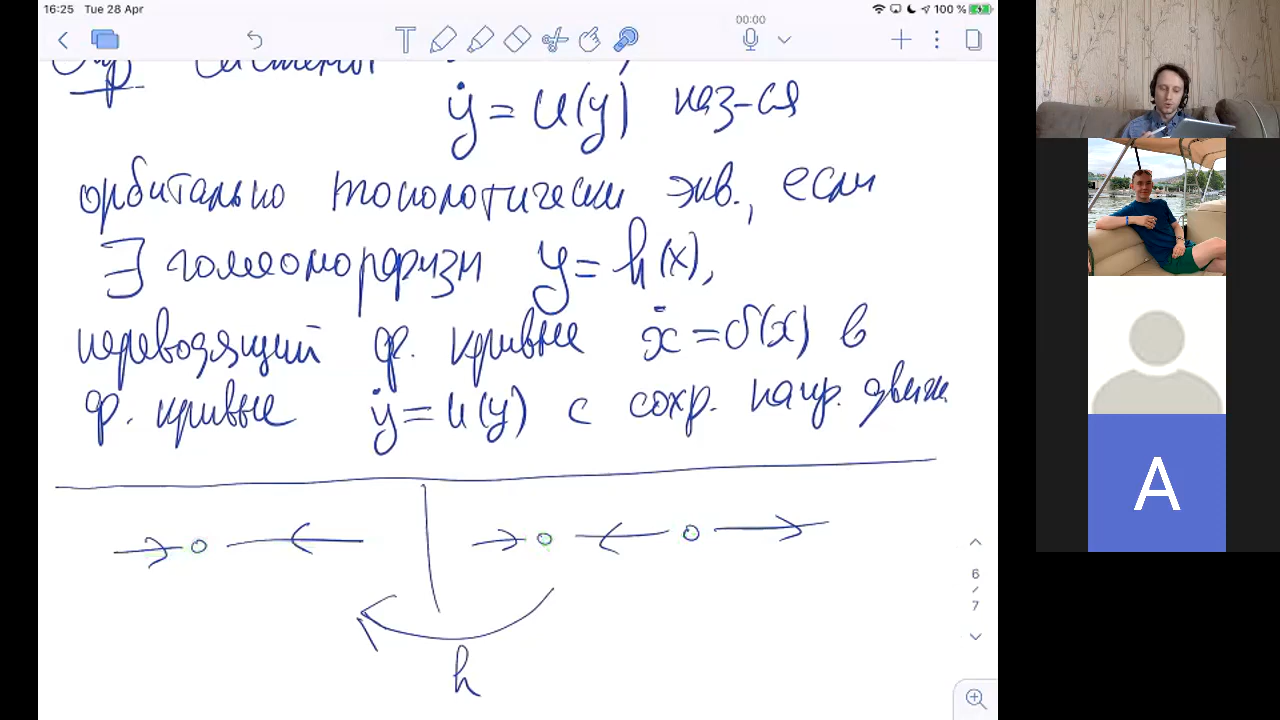 16:25 Tue 28 Apr
100 %
00:00
ẏ = u(y) наз-ся
орбитально топологически экв., если
∃ гомеоморфизм y = h(x),
переводящий ф. кривые ẋ = v(x) в
ф. кривые ẏ = u(y) с сохр. напр. движ.
h
6
/
7
A